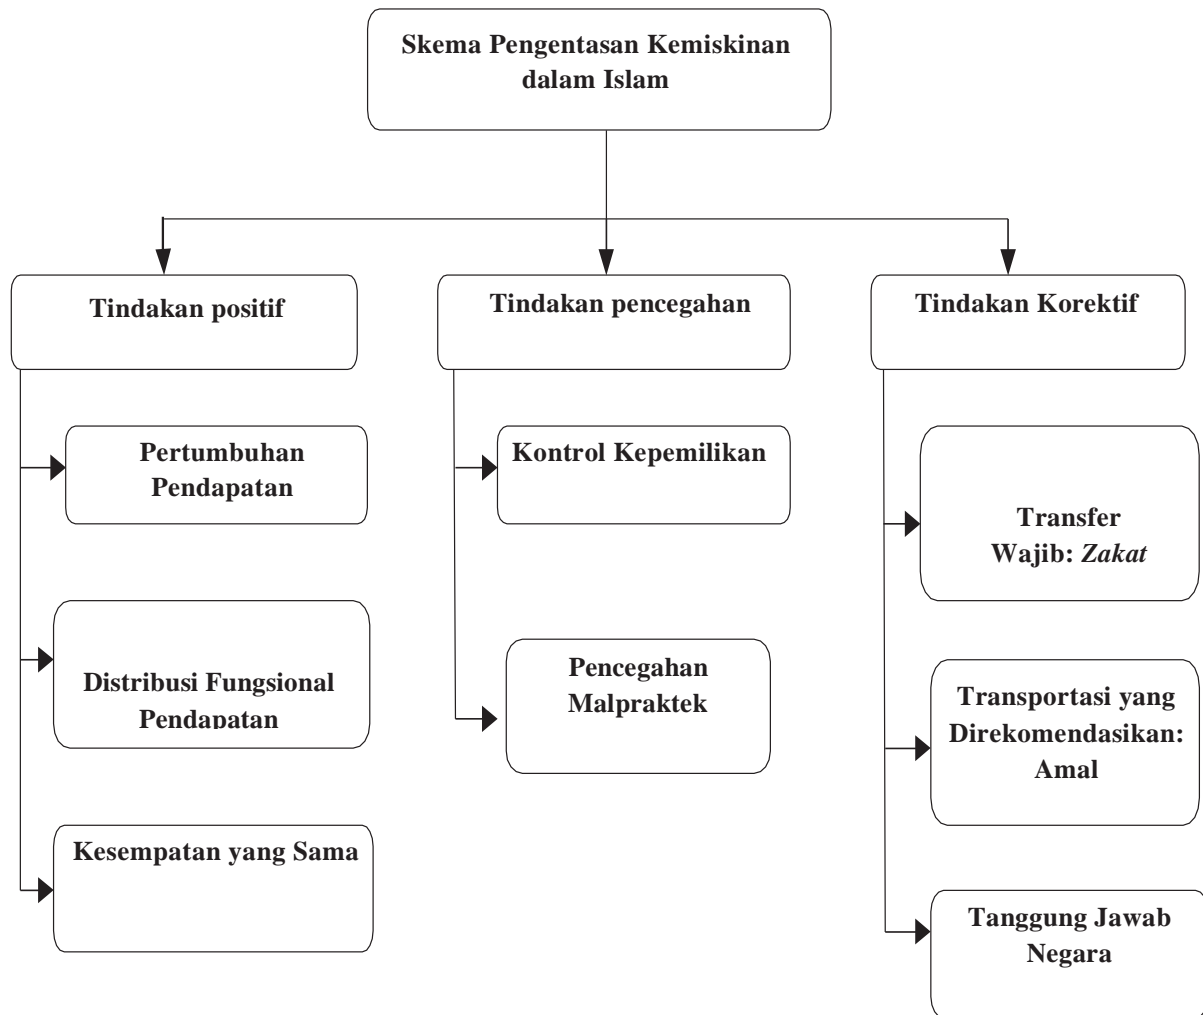 Skema Pengentasan Kemiskinan
dalam Islam
Tindakan positif
Tindakan pencegahan
Tindakan Korektif
Pertumbuhan
Pendapatan
Distribusi Fungsional
Pendapatan
Kesempatan yang Sama
Kontrol Kepemilikan
Pencegahan
Malpraktek
Transfer
Wajib: Zakat
Transportasi yang
Direkomendasikan:
Amal
Tanggung Jawab
Negara